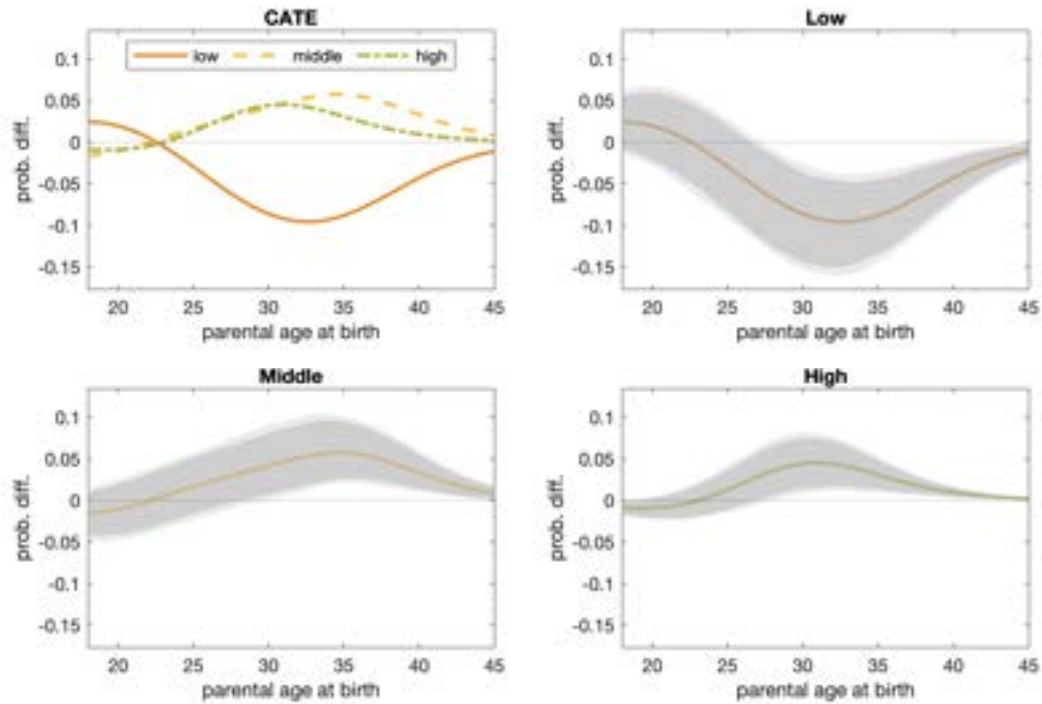 CATE
low middle high
0.1
0.05
0
-0.05
-0.1
-0.15
prob. diff.
20 25 30 35 40 45
parental age at birth
Low
0.1
0.05
0
-0.05
-0.1
-0.15
prob. diff.
20 25 30 35 40 45
parental age at birth
Middle
0.1
0.05
0
-0.05
-0.1
-0.15
prob. diff.
20 25 30 35 40 45
parental age at birth
High
0.1
0.05
0
-0.05
-0.1
-0.15
prob. diff.
20 25 30 35 40 45
parental age at birth